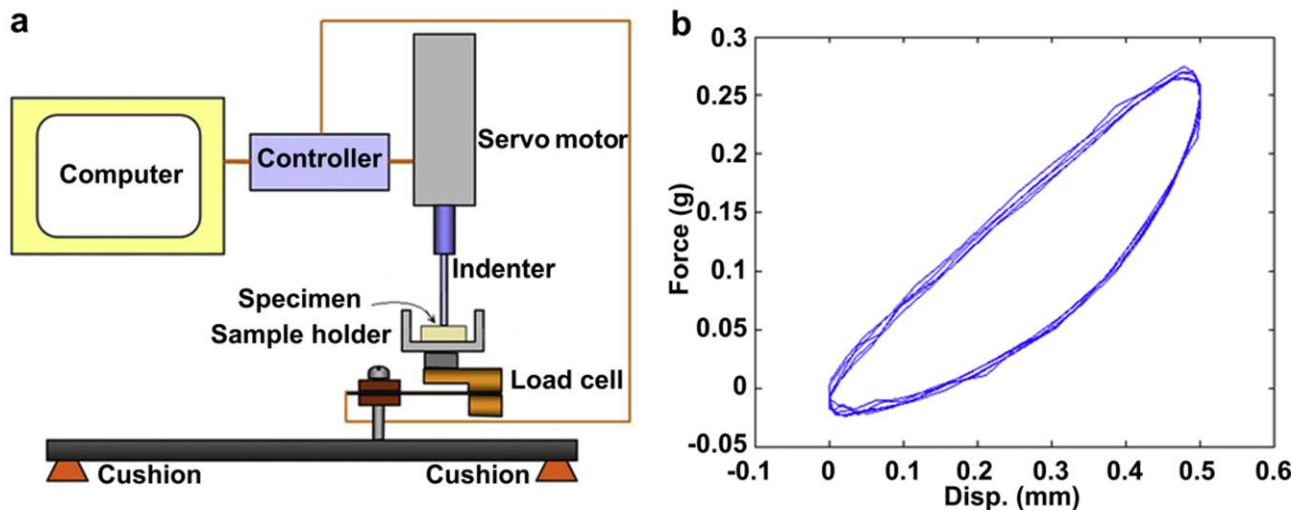 a
Computer
Controller
Servo motor
Indenter
Specimen
Sample holder
Load cell
Cushion
Cushion
b
Force (g)
0.3
0.25
0.2
0.15
0.1
0.05
0
-0.05
-0.1
0
0.1
0.2
0.3
0.4
0.5
0.6
Disp. (mm)